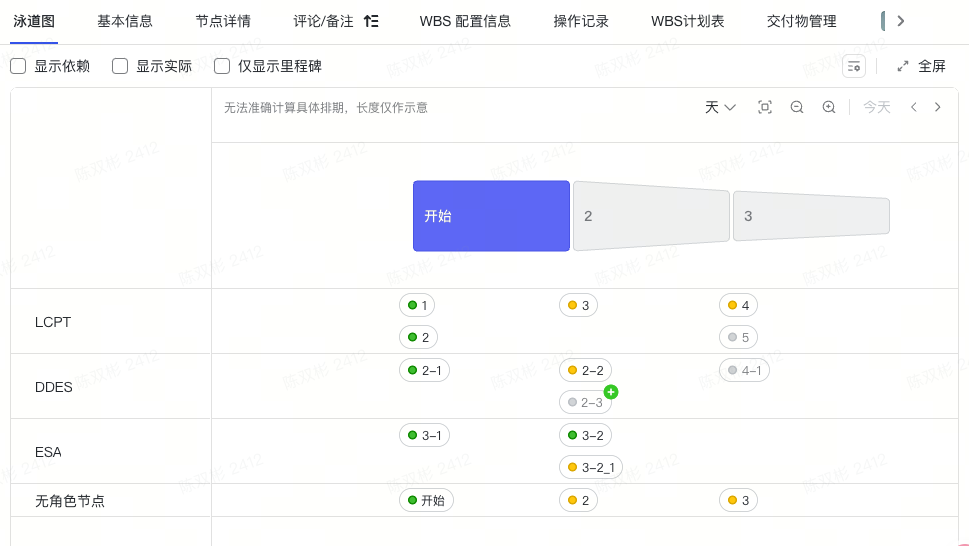 泳道图 基本信息 节点详情 评论/备注 WBS 配置信息 操作记录 WBS计划表 交付物管理
显示依赖 显示实际 仅显示里程碑 全屏
无法准确计算具体排期，长度仅作示意 天 今天
开始 2 3
LCPT
1 3 4
2 5
DDES
2-1 2-2 4-1
2-3
ESA
3-1 3-2
3-2_1
无角色节点 开始 2 3
陈双彬 2412